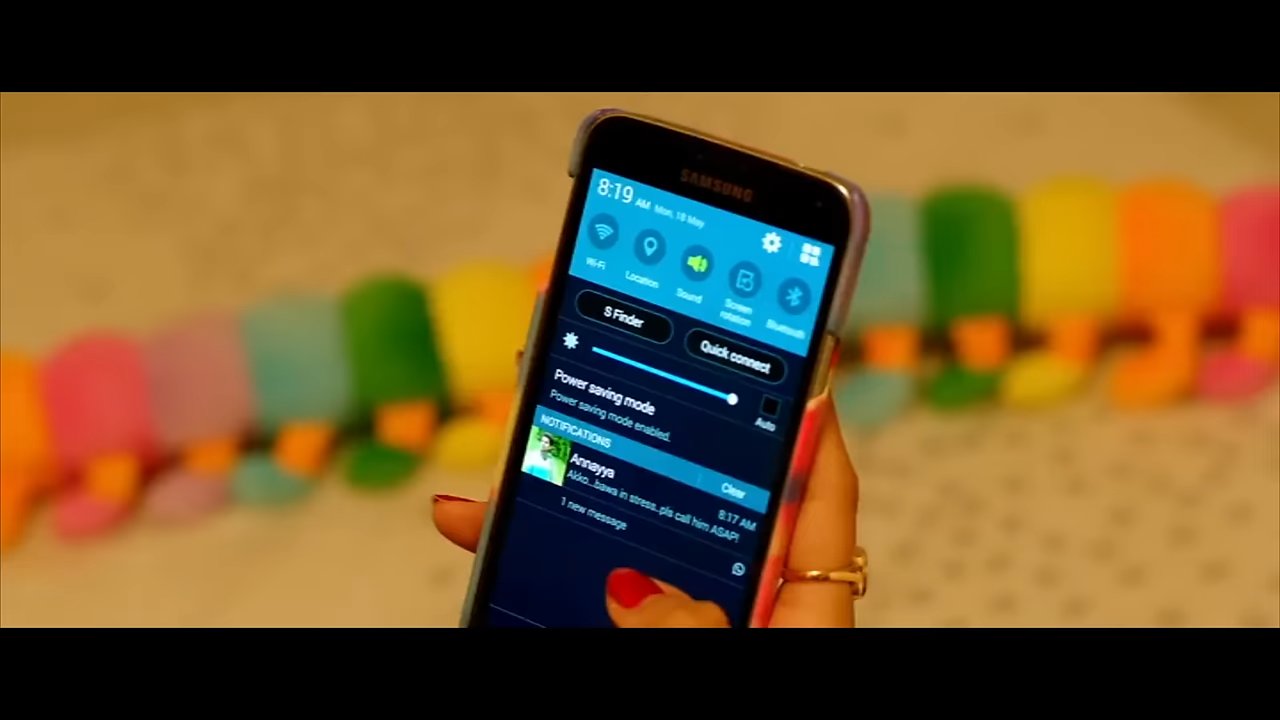 SAMSUNG
8:19 AM Mon, 18 May
Wi-Fi
Location
Sound
Screen rotation
Bluetooth
S Finder
Quick connect
Power saving mode
Power saving mode enabled.
Auto
NOTIFICATIONS
Clear
Annayya
8:17 AM
Akko...bawa in stress..pls call him ASAP!
1 new message